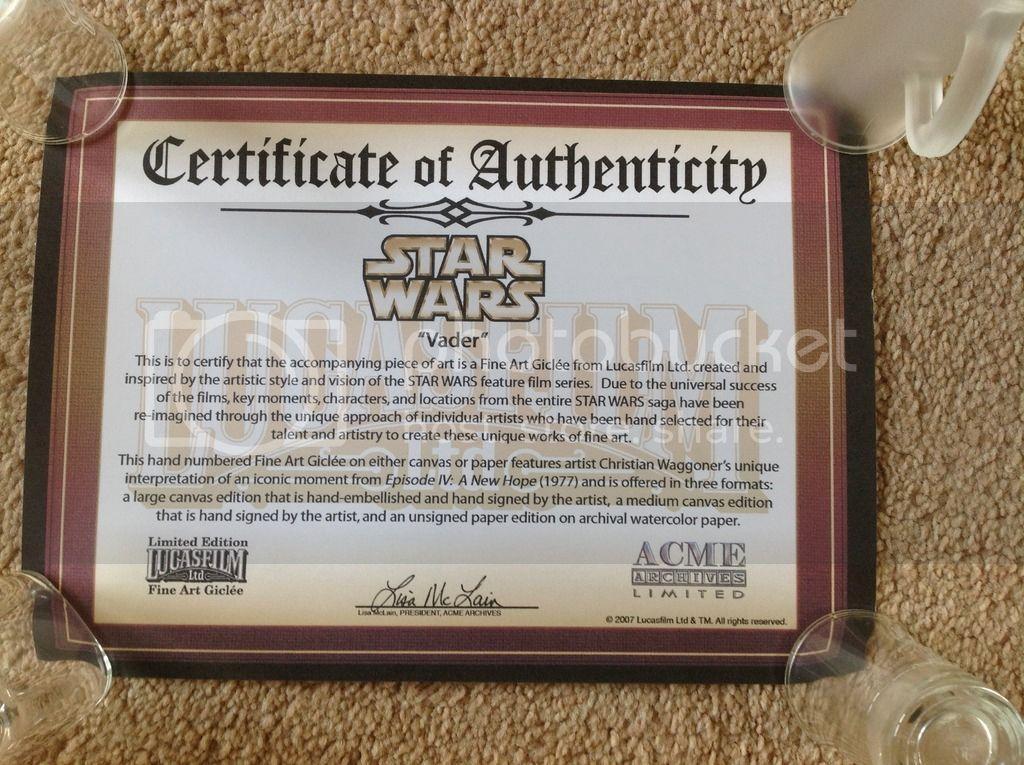 Certificate of Authenticity
STAR
WARS
"Vader"
This is to certify that the accompanying piece of art is a Fine Art Giclée from Lucasfilm Ltd. created and
inspired by the artistic style and vision of the STAR WARS feature film series. Due to the universal success
of the films, key moments, characters, and locations from the entire STAR WARS saga have been
re-imagined through the unique approach of individual artists who have been hand selected for their
talent and artistry to create these unique works of fine art.
This hand numbered Fine Art Giclée on either canvas or paper features artist Christian Waggoner's unique
interpretation of an iconic moment from Episode IV: A New Hope (1977) and is offered in three formats:
a large canvas edition that is hand-embellished and hand signed by the artist, a medium canvas edition
that is hand signed by the artist, and an unsigned paper edition on archival watercolor paper.
LUCASFILM
Ltd
photobucket
Limited Edition
LUCASFILM
Ltd
Fine Art Giclée
Lisa McLain
Lisa McLain, PRESIDENT, ACME ARCHIVES
ACME
ARCHIVES
LIMITED
© 2007 Lucasfilm Ltd & TM. All rights reserved.